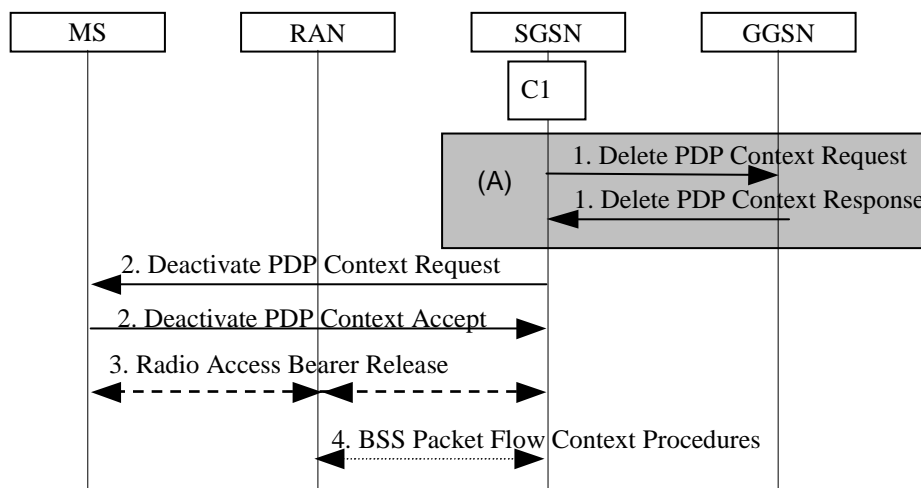 MS
RAN
SGSN
GGSN
C1
1. Delete PDP Context Request
(A)
1. Delete PDP Context Response
2. Deactivate PDP Context Request
2. Deactivate PDP Context Accept
3. Radio Access Bearer Release
4. BSS Packet Flow Context Procedures